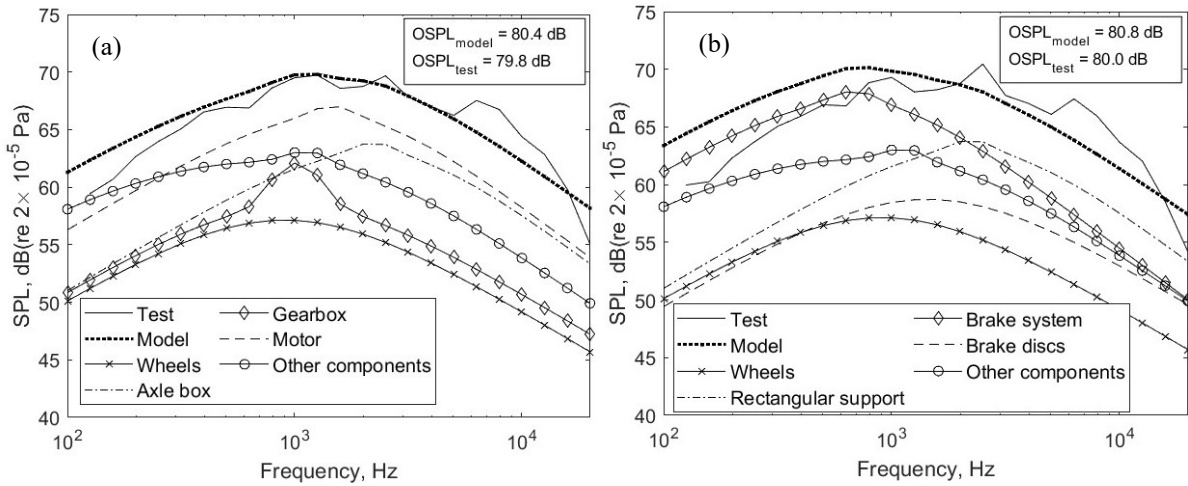 (a)
OSPL_model = 80.4 dB
OSPL_test = 79.8 dB
SPL, dB(re 2× 10^-5 Pa)
75
70
65
60
55
50
45
40
Test
Model
Wheels
Axle box
Gearbox
Motor
Other components
10^2
10^3
10^4
Frequency, Hz
(b)
OSPL_model = 80.8 dB
OSPL_test = 80.0 dB
SPL, dB(re 2× 10^-5 Pa)
75
70
65
60
55
50
45
40
Test
Model
Wheels
Rectangular support
Brake system
Brake discs
Other components
10^2
10^3
10^4
Frequency, Hz